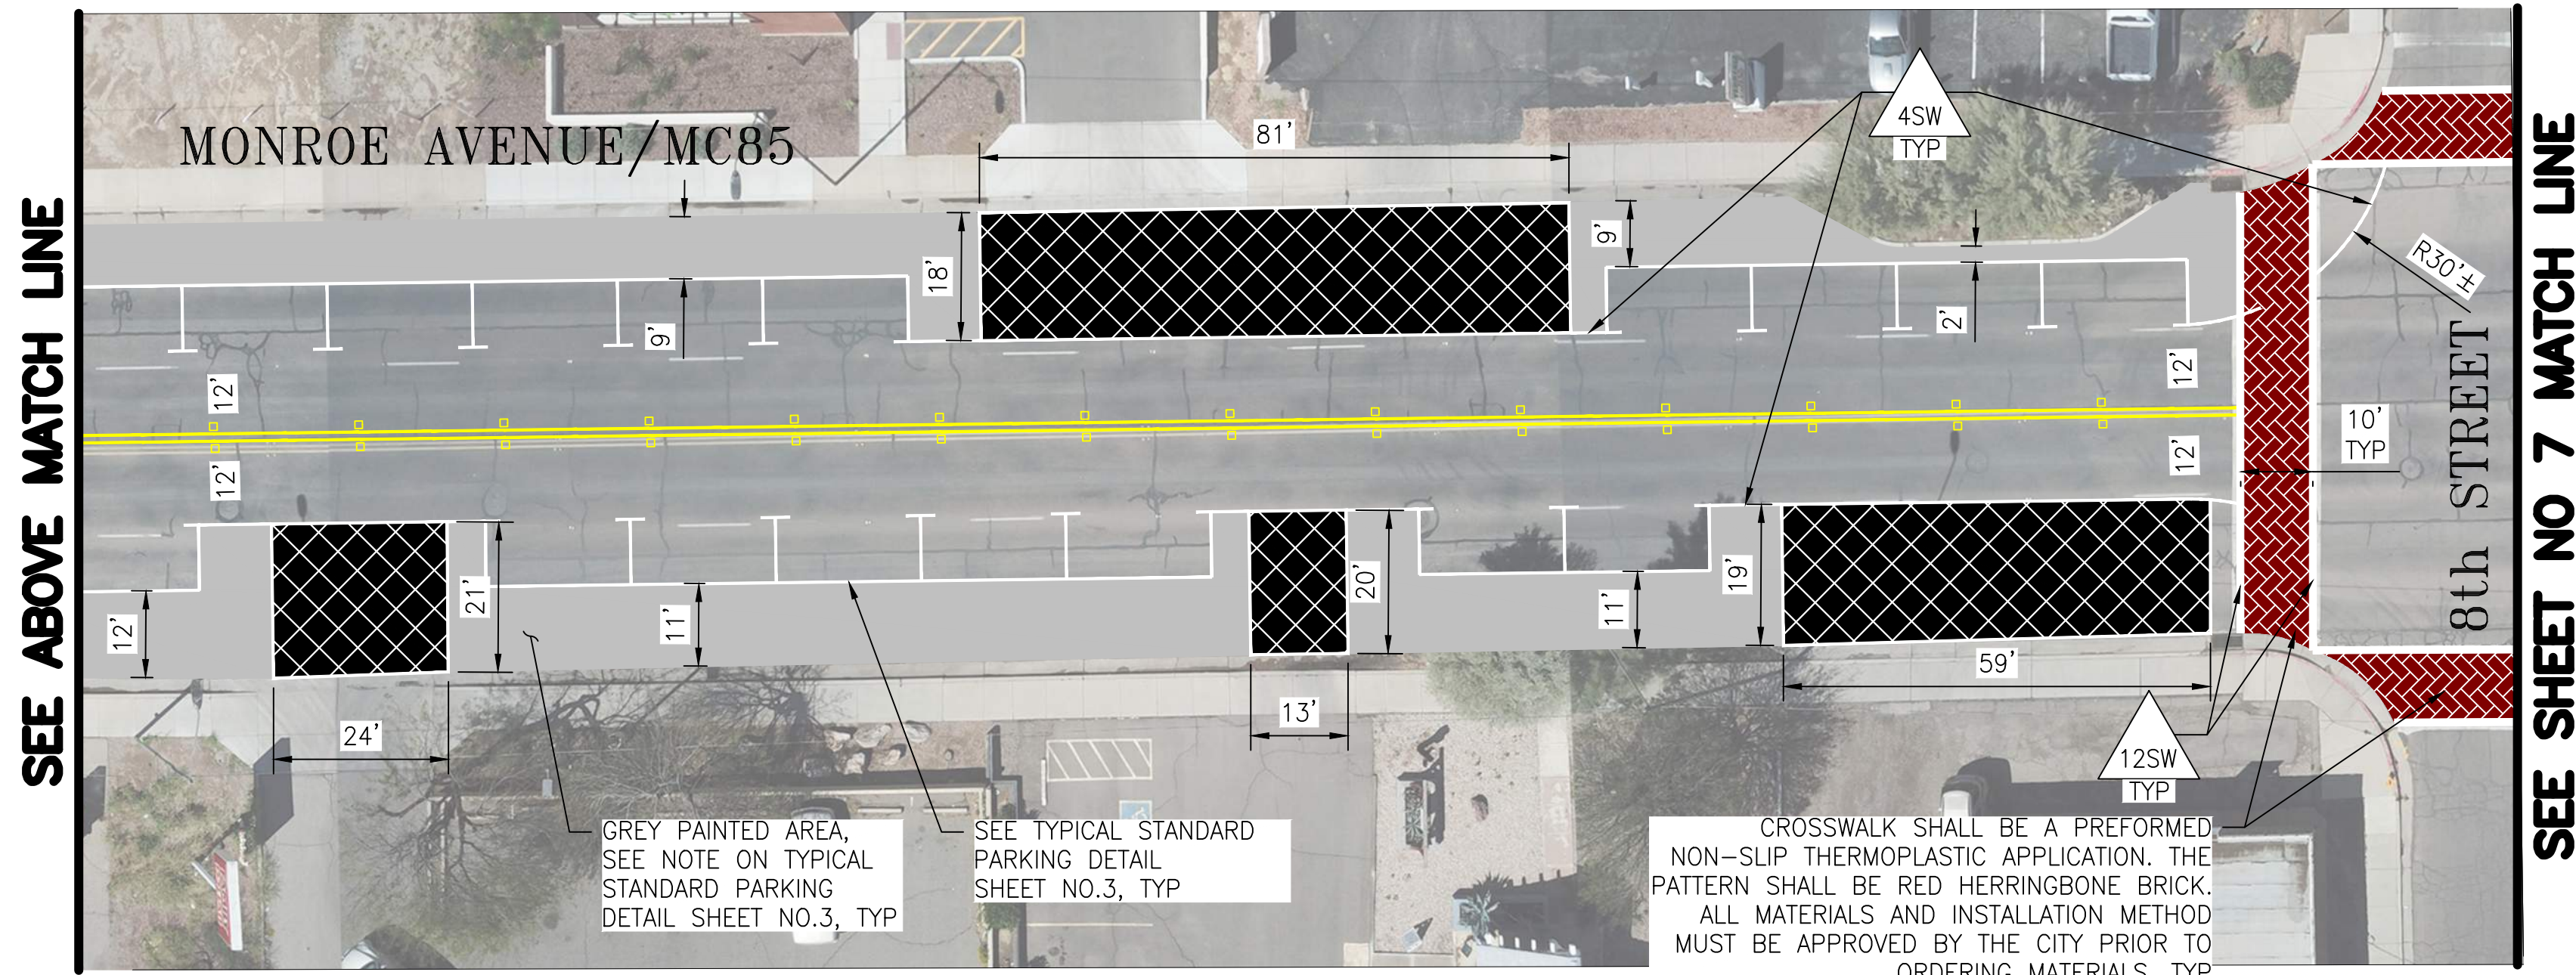 SEE ABOVE MATCH LINE
MONROE AVENUE/MC85
81'
4SW
TYP
9'
18'
9'
2'
R30'±
12'
12'
12'
12'
10'
TYP
8th STREET
SEE SHEET NO 7 MATCH LINE
12'
21'
11'
20'
11'
19'
24'
13'
59'
12SW
TYP
GREY PAINTED AREA,
SEE NOTE ON TYPICAL
STANDARD PARKING
DETAIL SHEET NO.3, TYP
SEE TYPICAL STANDARD
PARKING DETAIL
SHEET NO.3, TYP
CROSSWALK SHALL BE A PREFORMED
NON-SLIP THERMOPLASTIC APPLICATION. THE
PATTERN SHALL BE RED HERRINGBONE BRICK.
ALL MATERIALS AND INSTALLATION METHOD
MUST BE APPROVED BY THE CITY PRIOR TO
ORDERING MATERIALS, TYP